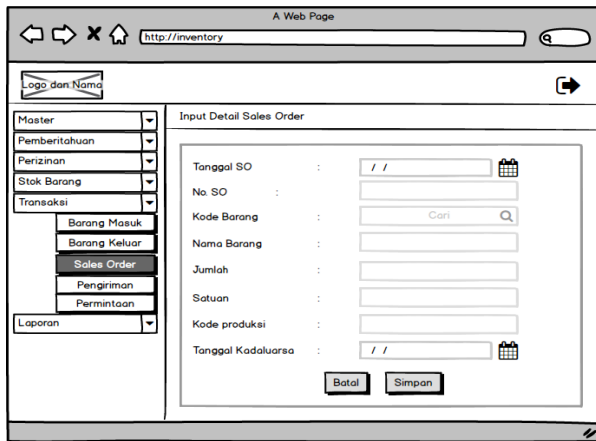 A Web Page
http://inventory
Logo dan Nama
Master
Pemberitahuan
Perizinan
Stok Barang
Transaksi
Barang Masuk
Barang Keluar
Sales Order
Pengiriman
Permintaan
Laporan
Input Detail Sales Order
Tanggal SO : / /
No. SO :
Kode Barang : Cari
Nama Barang :
Jumlah :
Satuan :
Kode produksi :
Tanggal Kadaluarsa : / /
Batal Simpan